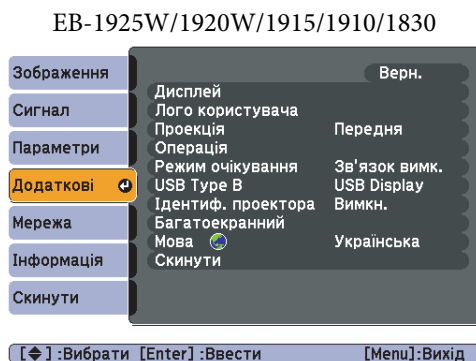 EB-1925W/1920W/1915/1910/1830
Зображення
Сигнал
Параметри
Додаткові
Мережа
Інформація
Скинути
Верн.
Дисплей
Лого користувача
Проекція Передня
Операція
Режим очікування Зв'язок вимк.
USB Type B USB Display
Ідентиф. проектора Вимкн.
Багатоекранний
Мова Українська
Скинути
[◆] :Вибрати [Enter] :Ввести [Menu]:Вихід